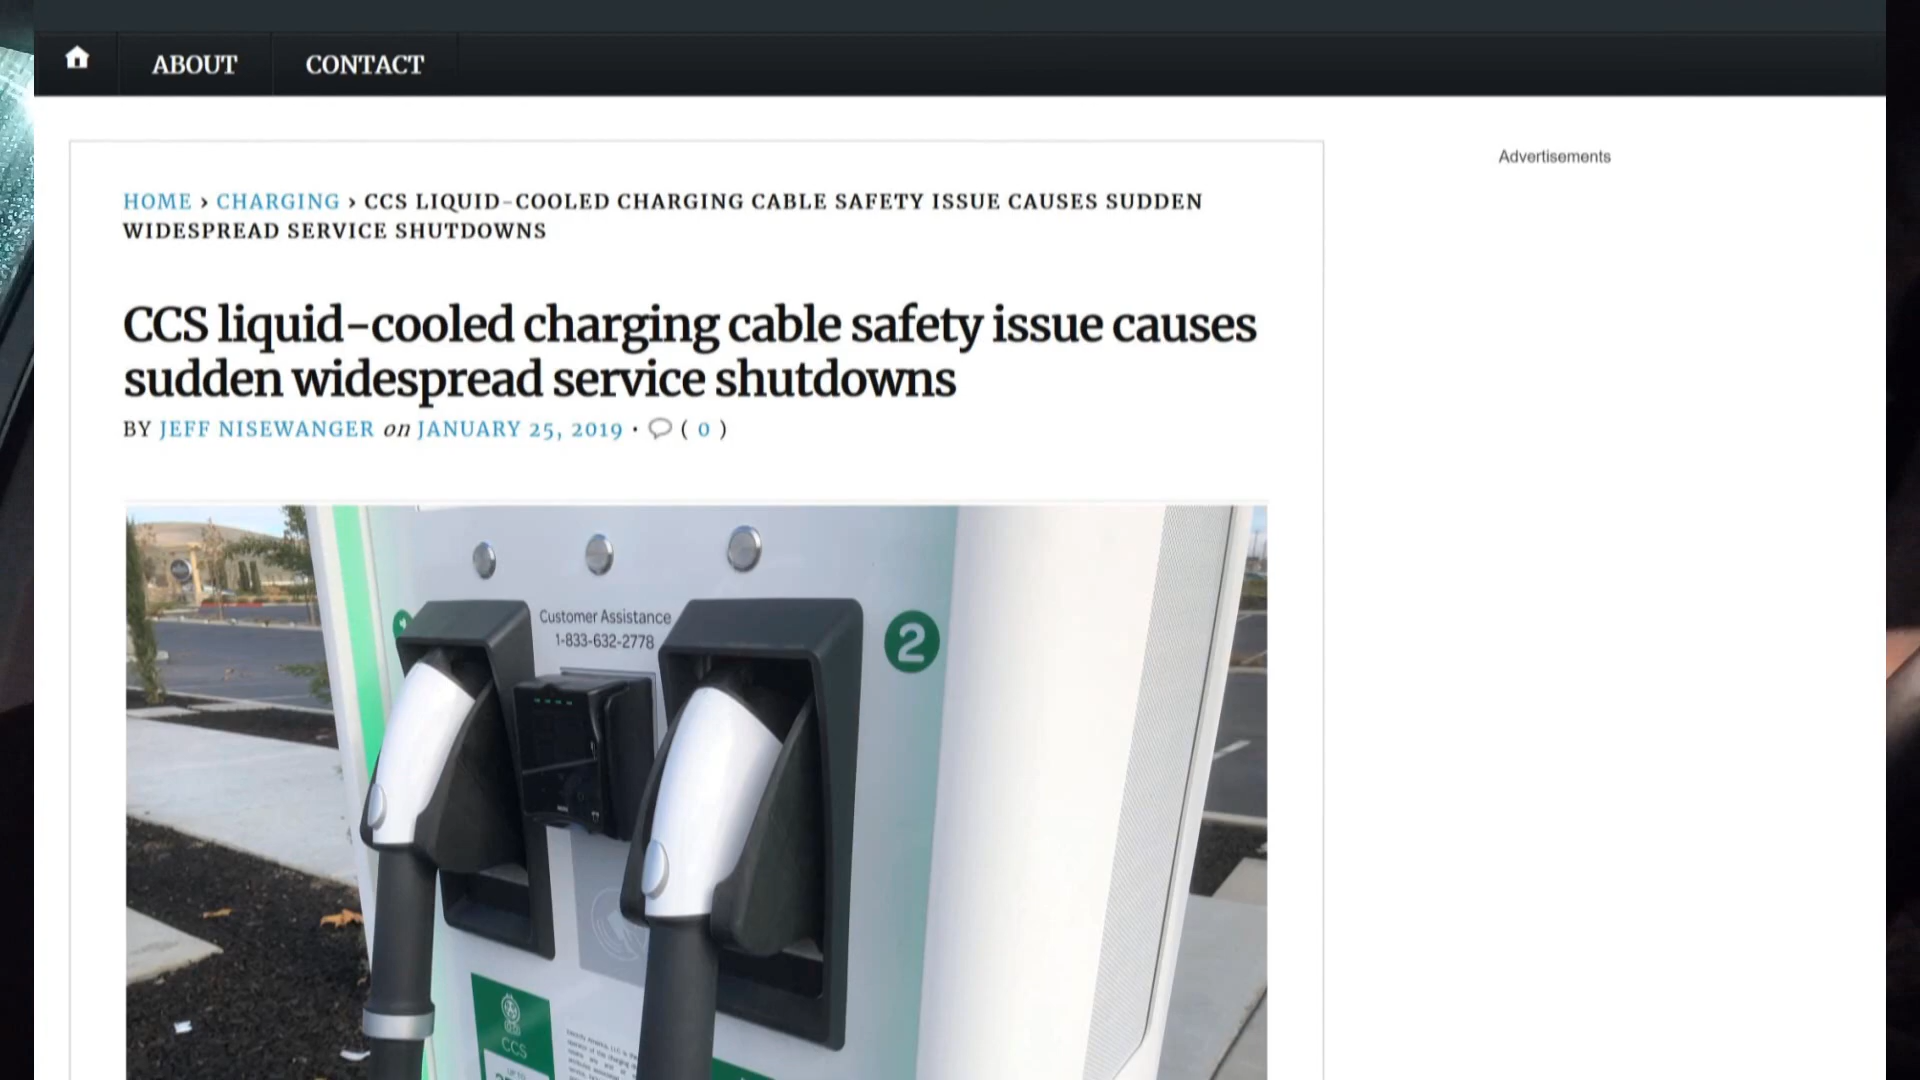 ABOUT
CONTACT
Advertisements
HOME › CHARGING › CCS LIQUID-COOLED CHARGING CABLE SAFETY ISSUE CAUSES SUDDEN
WIDESPREAD SERVICE SHUTDOWNS
CCS liquid-cooled charging cable safety issue causes
sudden widespread service shutdowns
BY JEFF NISEWANGER on JANUARY 25, 2019 · ( 0 )
Customer Assistance
1-833-632-2778
2
CCS
UP TO